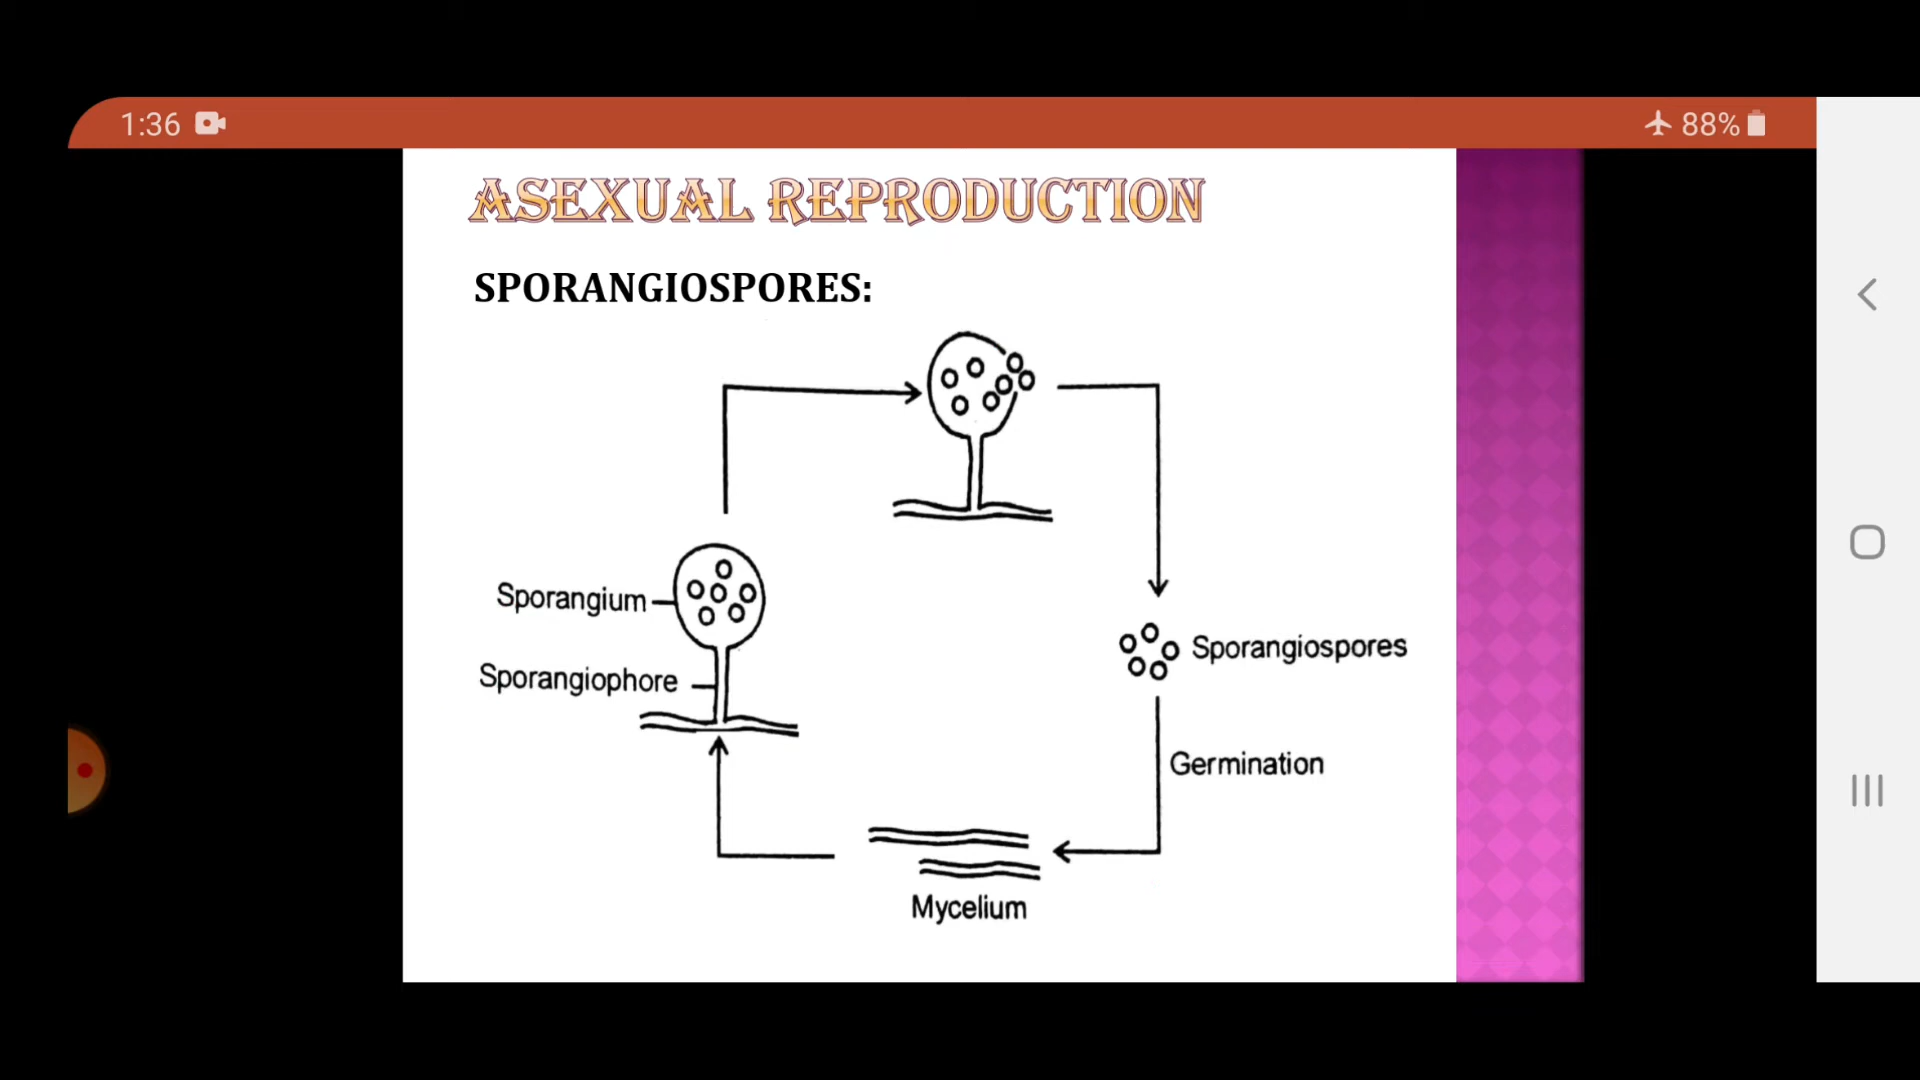 1:36
88%
ASEXUAL REPRODUCTION
SPORANGIOSPORES:
Sporangium
Sporangiophore
Sporangiospores
Germination
Mycelium